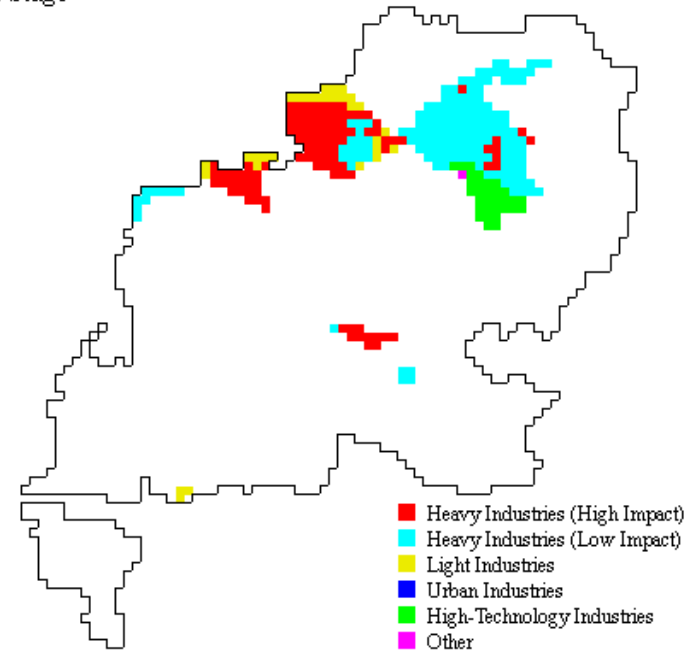 Heavy Industries (High Impact)
Heavy Industries (Low Impact)
Light Industries
Urban Industries
High-Technology Industries
Other